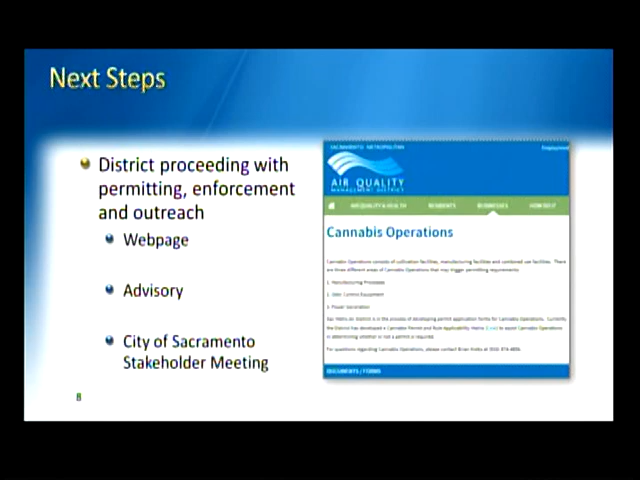 Next Steps
District proceeding with
permitting, enforcement
and outreach
Webpage
Advisory
City of Sacramento
Stakeholder Meeting
8
SACRAMENTO METROPOLITAN
Employment
AIR QUALITY
MANAGEMENT DISTRICT
AIR QUALITY & HEALTH RESIDENTS BUSINESSES HOW DO I?
Cannabis Operations
Cannabis Operations consists of cultivation facilities, manufacturing facilities and combined use facilities. There
are three different areas of Cannabis Operations that may trigger permitting requirements:
1. Manufacturing Processes
2. Odor Control Equipment
3. Power Generation
Sac Metro Air District is in the process of developing permit application forms for Cannabis Operations. Currently,
the District has developed a Cannabis Permit and Rule Applicability Matrix to assist Cannabis Operations
in determining whether or not a permit is required.
For questions regarding Cannabis Operations, please contact Brian
DOCUMENTS / FORMS